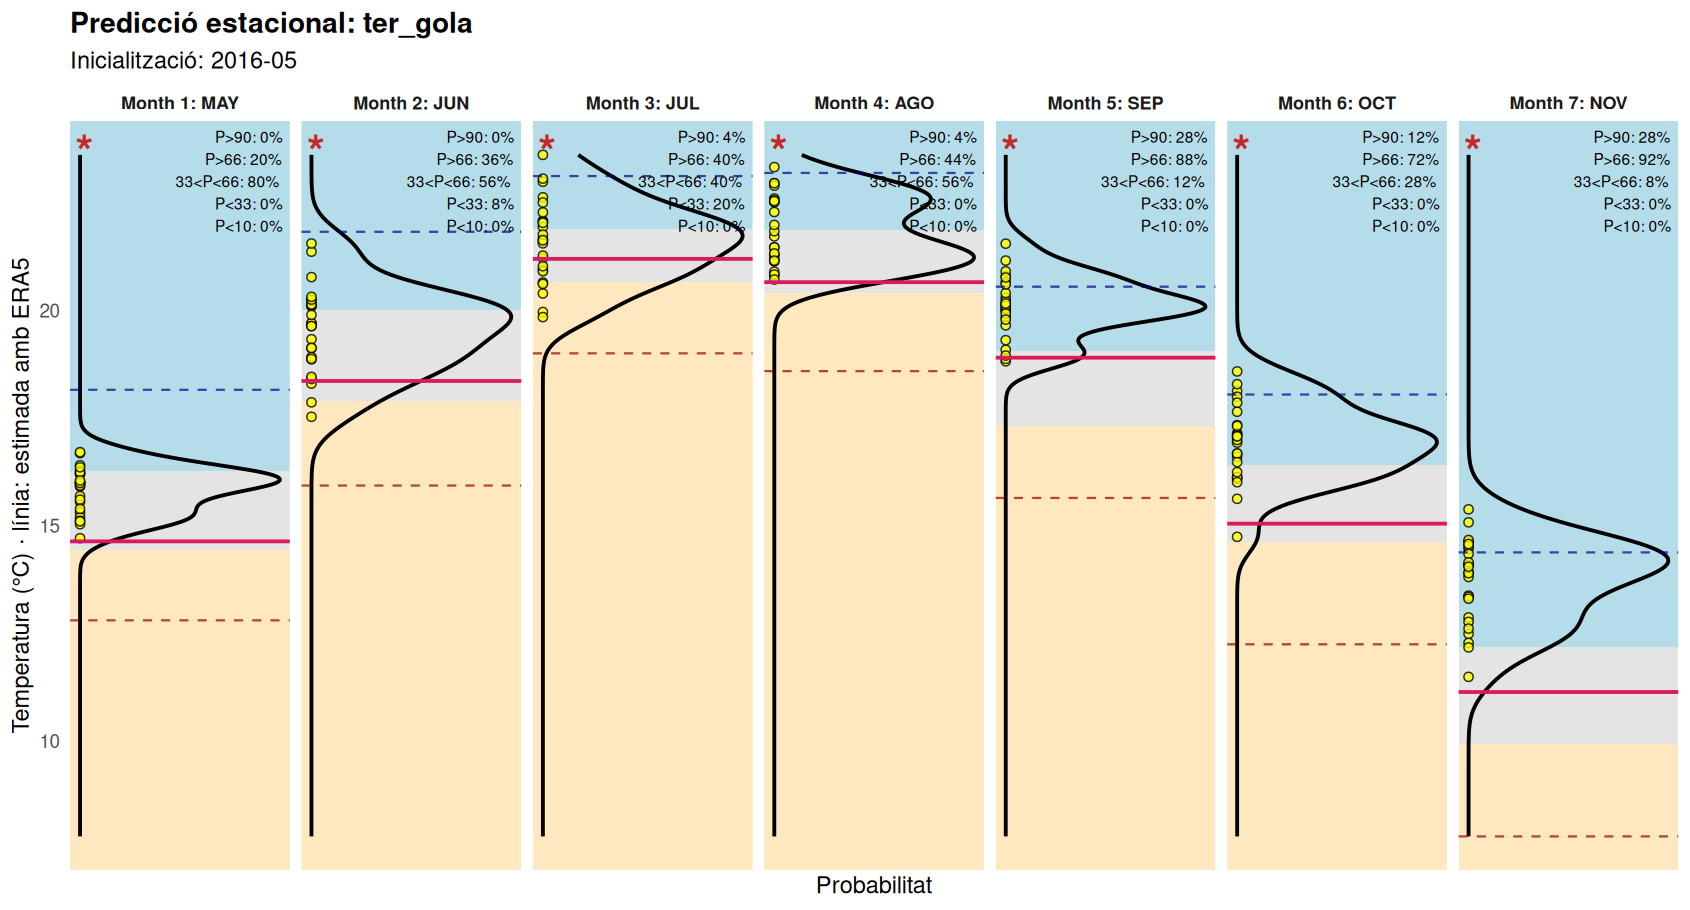 Predicció estacional: ter_gola
Inicialització: 2016-05
Month 1: MAY
Month 2: JUN
Month 3: JUL
Month 4: AGO
Month 5: SEP
Month 6: OCT
Month 7: NOV
*
P>90: 0%
P>66: 20%
33<P<66: 80%
P<33: 0%
P<10: 0%
*
P>90: 0%
P>66: 36%
33<P<66: 56%
P<33: 8%
P<10: 0%
*
P>90: 4%
P>66: 40%
33<P<66: 40%
P<33: 20%
P<10: 0%
*
P>90: 4%
P>66: 44%
33<P<66: 56%
P<33: 0%
P<10: 0%
*
P>90: 28%
P>66: 88%
33<P<66: 12%
P<33: 0%
P<10: 0%
*
P>90: 12%
P>66: 72%
33<P<66: 28%
P<33: 0%
P<10: 0%
*
P>90: 28%
P>66: 92%
33<P<66: 8%
P<33: 0%
P<10: 0%
Temperatura (°C) · línia: estimada amb ERA5
20
15
10
Probabilitat